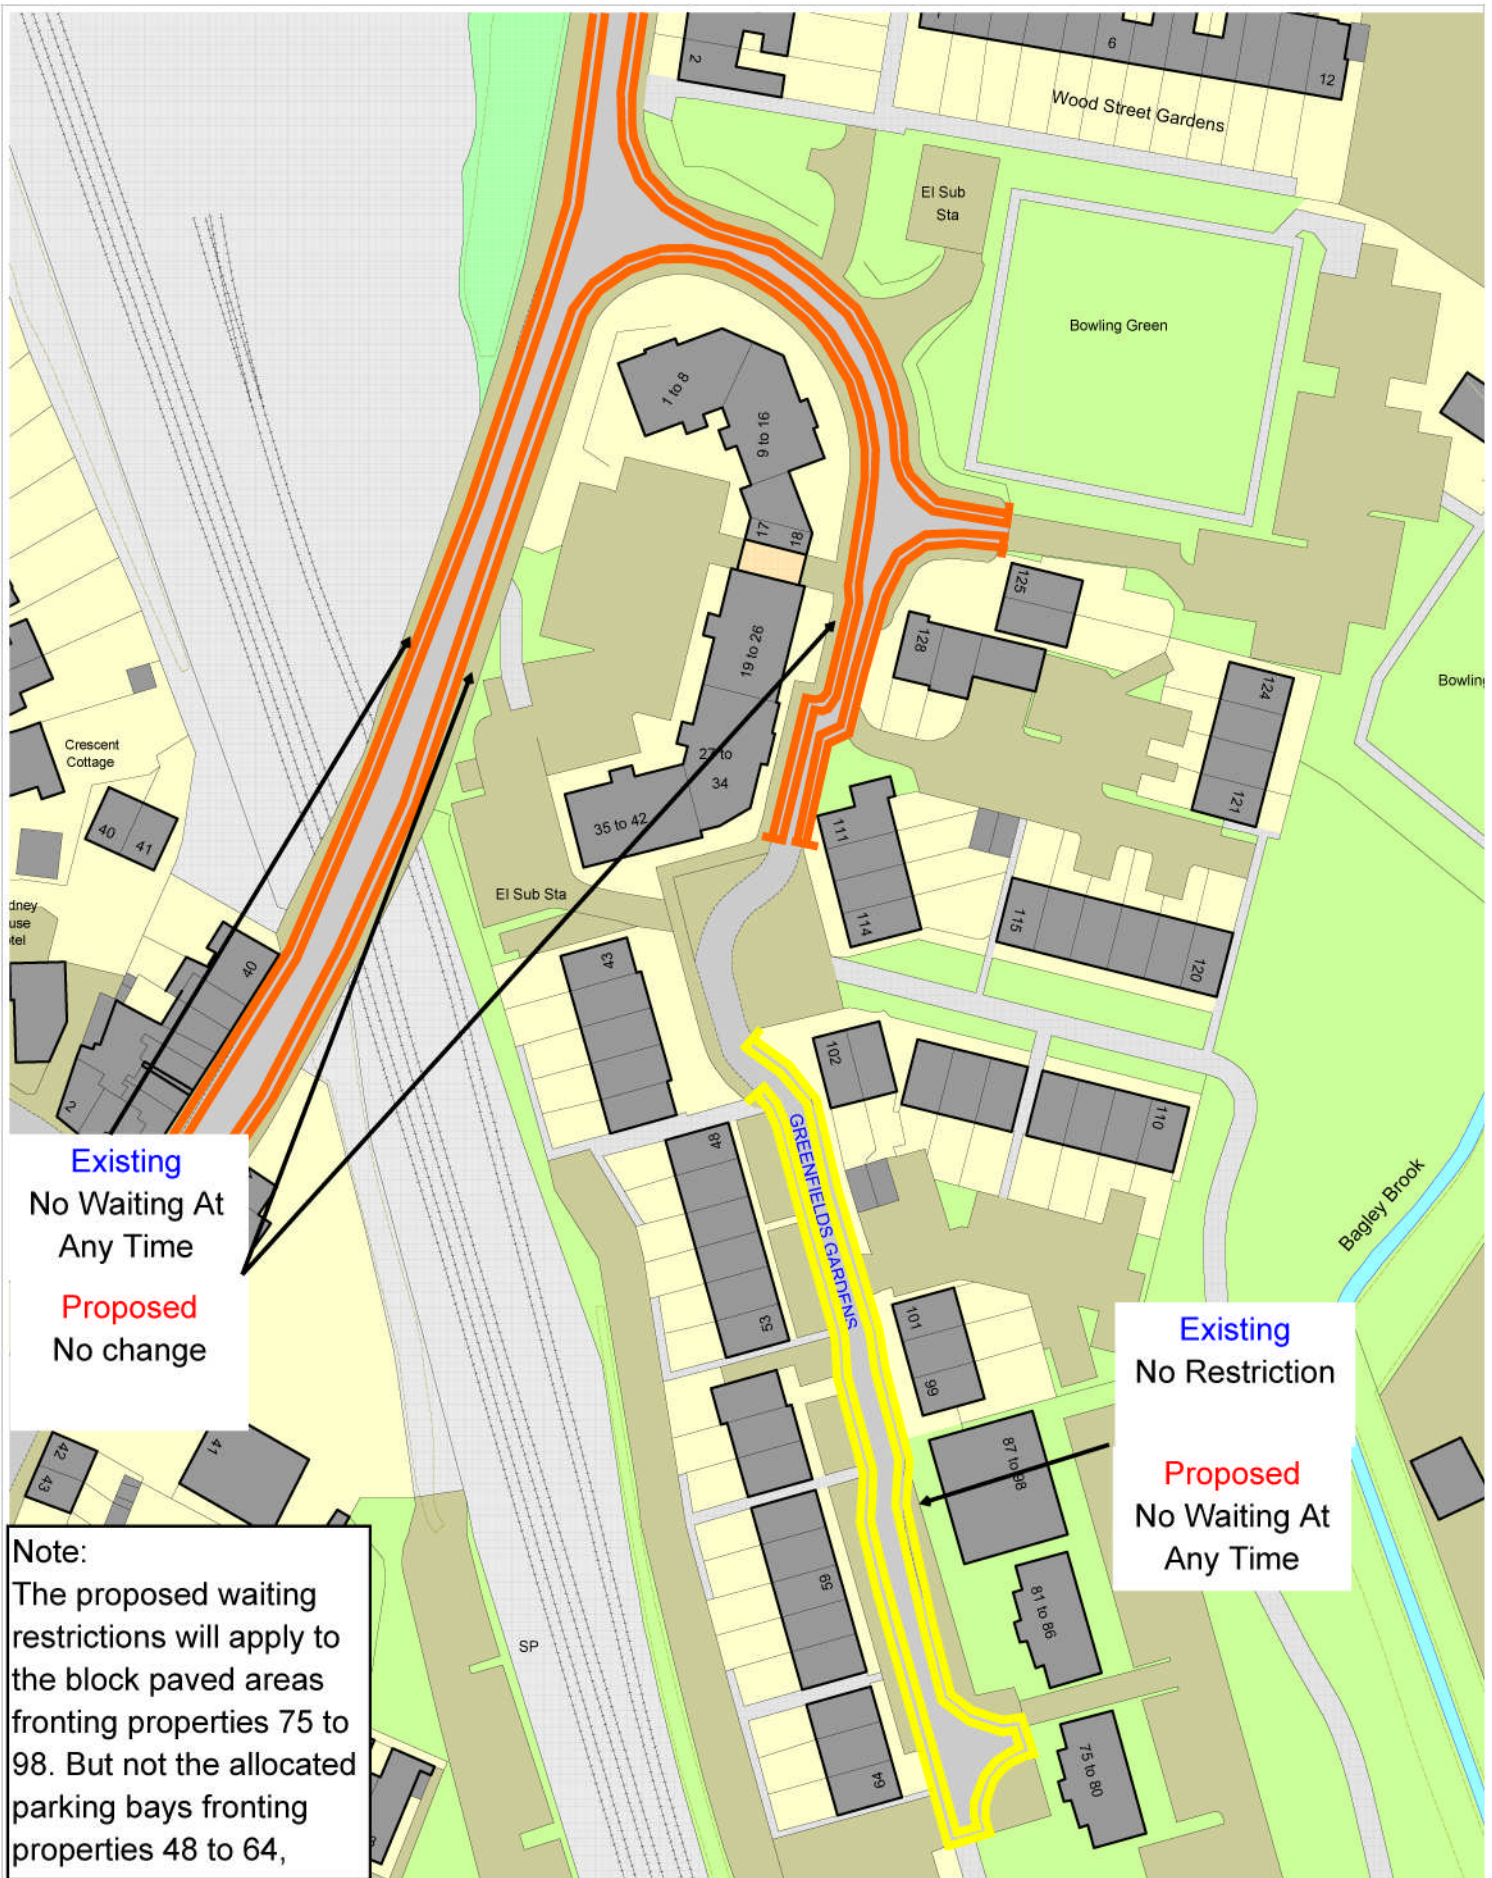 2
6
12
Wood Street Gardens
El Sub
Sta
Bowling Green
1 to 8
9 to 16
17
18
125
128
19 to 26
124
Bowling
Crescent
Cottage
27 to
34
40
41
121
111
35 to 42
El Sub Sta
dney
use
tel
114
115
43
40
120
102
2
48
110
GREENFIELDS GARDENS
Bagley Brook
Existing
No Waiting At
Any Time
Proposed
No change
53
101
99
Existing
No Restriction
Proposed
No Waiting At
Any Time
42
43
41
87 to 98
59
81 to 86
SP
64
75 to 80
Note:
The proposed waiting
restrictions will apply to
the block paved areas
fronting properties 75 to
98. But not the allocated
parking bays fronting
properties 48 to 64,